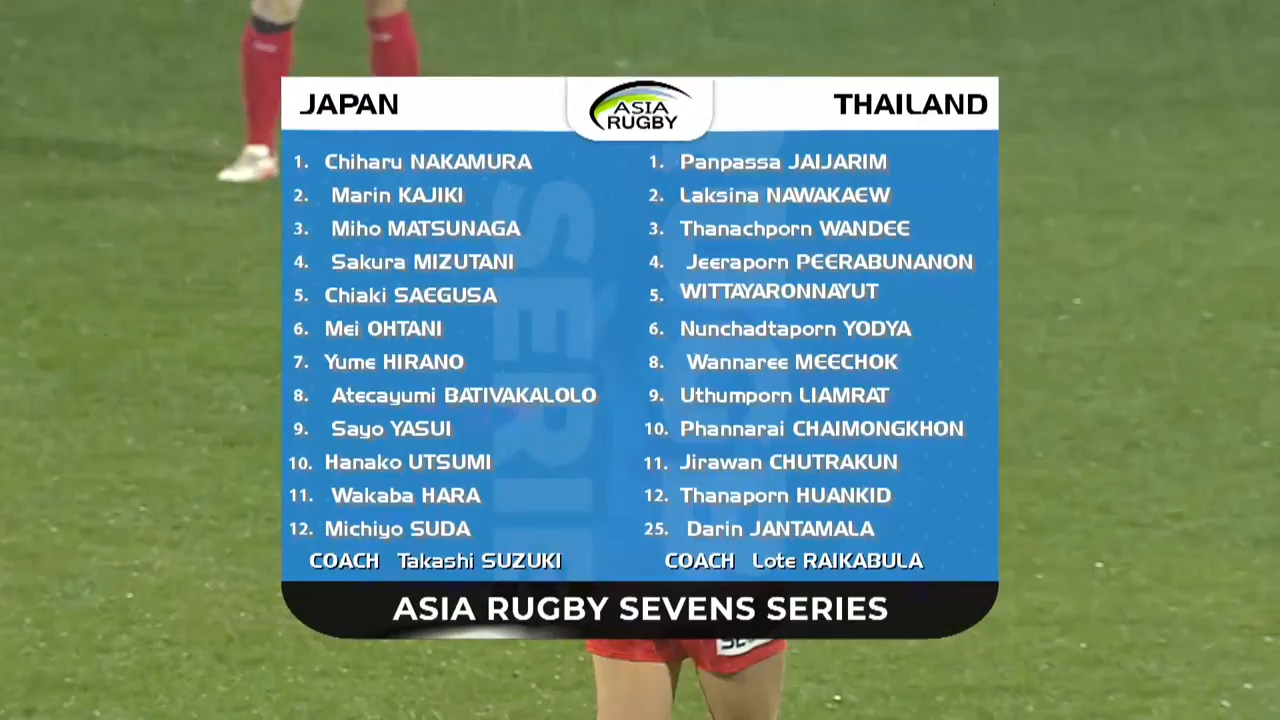 JAPAN
ASIA
RUGBY
THAILAND
1. Chiharu NAKAMURA
2. Marin KAJIKI
3. Miho MATSUNAGA
4. Sakura MIZUTANI
5. Chiaki SAEGUSA
6. Mei OHTANI
7. Yume HIRANO
8. Atecayumi BATIVAKALOLO
9. Sayo YASUI
10. Hanako UTSUMI
11. Wakaba HARA
12. Michiyo SUDA
COACH Takashi SUZUKI
1. Panpassa JAIJARIM
2. Laksina NAWAKAEW
3. Thanachporn WANDEE
4. Jeeraporn PEERABUNANON
5. WITTAYARONNAYUT
6. Nunchadtaporn YODYA
8. Wannaree MEECHOK
9. Uthumporn LIAMRAT
10. Phannarai CHAIMONGKHON
11. Jirawan CHUTRAKUN
12. Thanaporn HUANKID
25. Darin JANTAMALA
COACH Lote RAIKABULA
ASIA RUGBY SEVENS SERIES